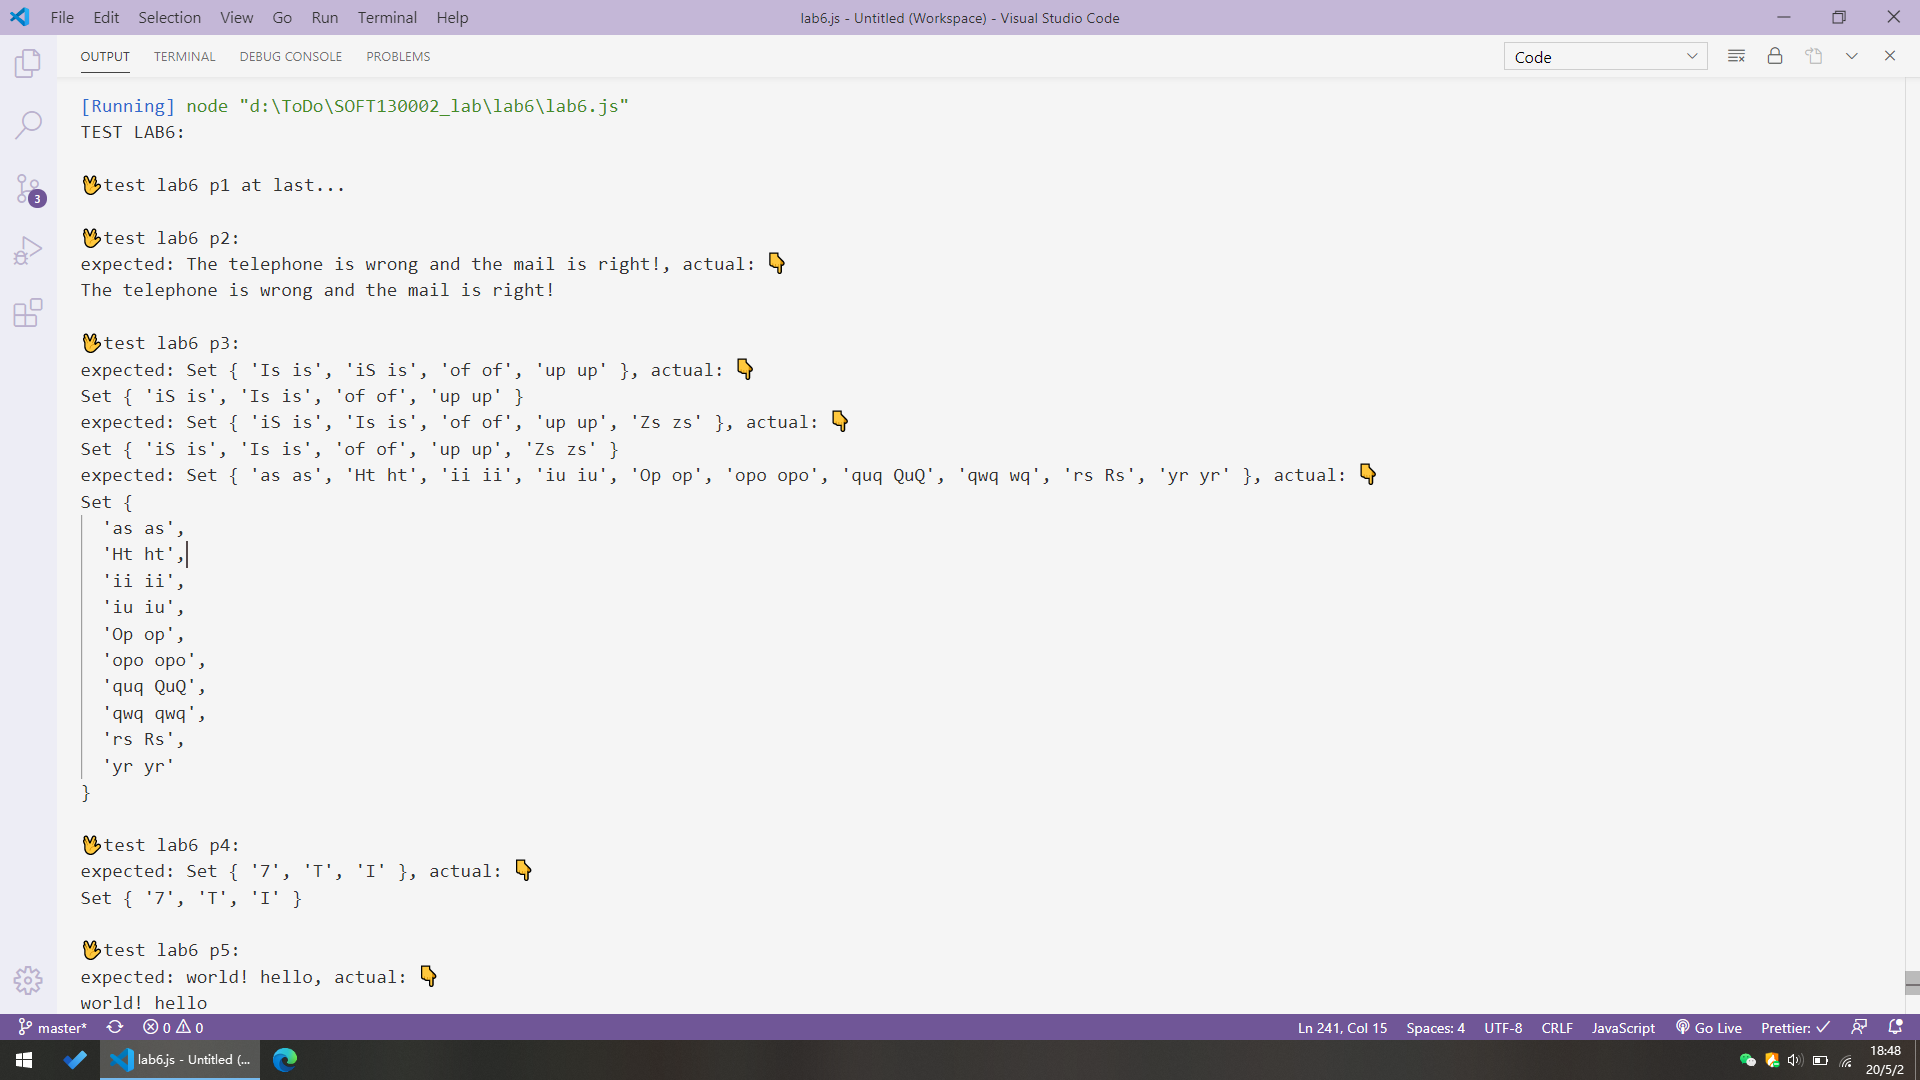 File Edit Selection View Go Run Terminal Help
lab6.js - Untitled (Workspace) - Visual Studio Code
OUTPUT TERMINAL DEBUG CONSOLE PROBLEMS
Code
[Running] node "d:\ToDo\SOFT130002_lab\lab6\lab6.js"
TEST LAB6:
🖖test lab6 p1 at last...
🖖test lab6 p2:
expected: The telephone is wrong and the mail is right!, actual: 👇
The telephone is wrong and the mail is right!
🖖test lab6 p3:
expected: Set { 'Is is', 'iS is', 'of of', 'up up' }, actual: 👇
Set { 'iS is', 'Is is', 'of of', 'up up' }
expected: Set { 'iS is', 'Is is', 'of of', 'up up', 'Zs zs' }, actual: 👇
Set { 'iS is', 'Is is', 'of of', 'up up', 'Zs zs' }
expected: Set { 'as as', 'Ht ht', 'ii ii', 'iu iu', 'Op op', 'opo opo', 'quq QuQ', 'qwq wq', 'rs Rs', 'yr yr' }, actual: 👇
Set {
'as as',
'Ht ht',
'ii ii',
'iu iu',
'Op op',
'opo opo',
'quq QuQ',
'qwq qwq',
'rs Rs',
'yr yr'
}
🖖test lab6 p4:
expected: Set { '7', 'T', 'I' }, actual: 👇
Set { '7', 'T', 'I' }
🖖test lab6 p5:
expected: world! hello, actual: 👇
world! hello
3
master* 0 0
Ln 241, Col 15 Spaces: 4 UTF-8 CRLF JavaScript Go Live Prettier: ✓
lab6.js - Untitled (...
18:48
20/5/2